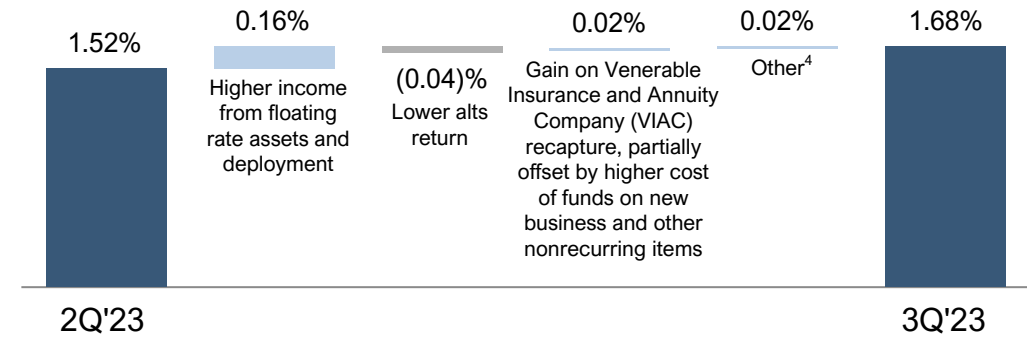 1.52%
0.16%
Higher income
from floating
rate assets and
deployment
(0.04)%
Lower alts
return
0.02%
Gain on Venerable
Insurance and Annuity
Company (VIAC)
recapture, partially
offset by higher cost
of funds on new
business and other
nonrecurring items
0.02%
Other⁴
1.68%
2Q'23
3Q'23